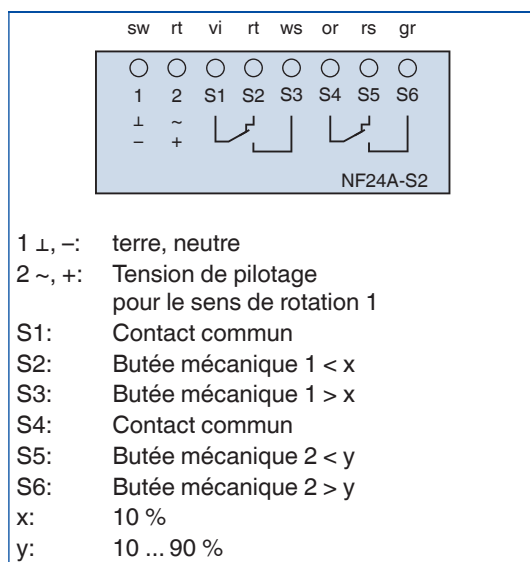 sw rt vi rt ws or rs gr
1 2 S1 S2 S3 S4 S5 S6
⊥ ~
– +
NF24A-S2
1 ⊥, –: terre, neutre
2 ~, +: Tension de pilotage
pour le sens de rotation 1
S1: Contact commun
S2: Butée mécanique 1 < x
S3: Butée mécanique 1 > x
S4: Contact commun
S5: Butée mécanique 2 < y
S6: Butée mécanique 2 > y
x: 10 %
y: 10 ... 90 %